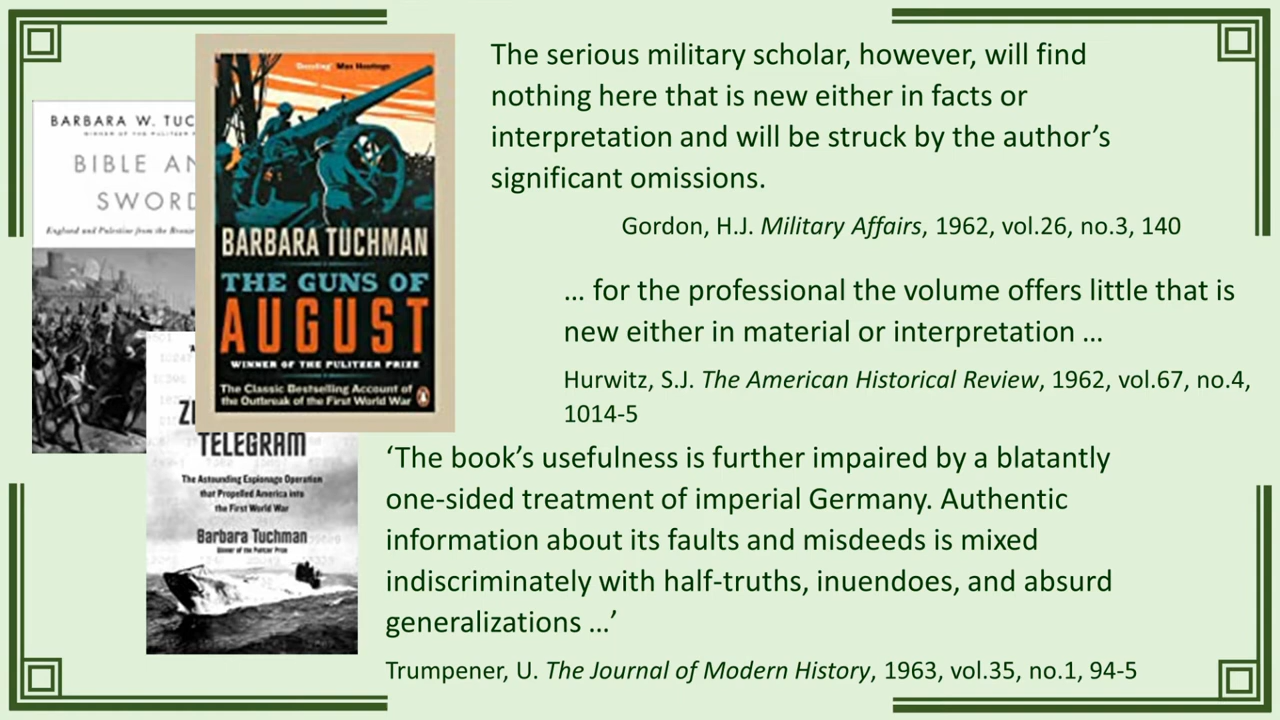 BARBARA W. TUC
WINNER OF THE PULITZER P
BIBLE AN
SWORD
England and Palestine from the Bronze
'Dazzling' Max Hastings
BARBARA TUCHMAN
THE GUNS OF
AUGUST
WINNER OF THE PULITZER PRIZE
The Classic Bestselling Account of
the Outbreak of the First World War
ZI
TELEGRAM
The Astounding Espionage Operation
that Propelled America into
the First World War
Barbara Tuchman
Winner of the Pulitzer Prize
The serious military scholar, however, will find
nothing here that is new either in facts or
interpretation and will be struck by the author’s
significant omissions.
Gordon, H.J. Military Affairs, 1962, vol.26, no.3, 140
... for the professional the volume offers little that is
new either in material or interpretation ...
Hurwitz, S.J. The American Historical Review, 1962, vol.67, no.4,
1014-5
‘The book’s usefulness is further impaired by a blatantly
one-sided treatment of imperial Germany. Authentic
information about its faults and misdeeds is mixed
indiscriminately with half-truths, inuendoes, and absurd
generalizations ...’
Trumpener, U. The Journal of Modern History, 1963, vol.35, no.1, 94-5